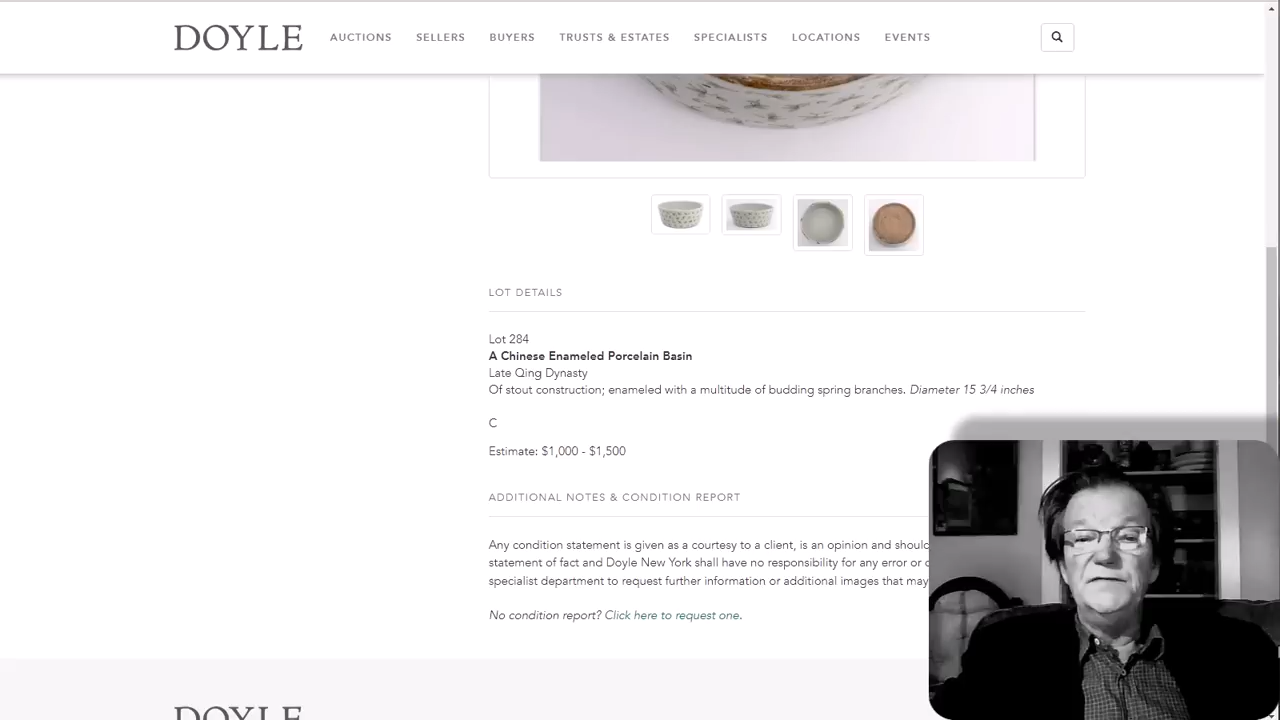 DOYLE
AUCTIONS SELLERS BUYERS TRUSTS & ESTATES SPECIALISTS LOCATIONS EVENTS
LOT DETAILS
Lot 284
A Chinese Enameled Porcelain Basin
Late Qing Dynasty
Of stout construction; enameled with a multitude of budding spring branches. Diameter 15 3/4 inches
C
Estimate: $1,000 - $1,500
ADDITIONAL NOTES & CONDITION REPORT
Any condition statement is given as a courtesy to a client, is an opinion and should
statement of fact and Doyle New York shall have no responsibility for any error or
specialist department to request further information or additional images that may
No condition report? Click here to request one.
DOYLE